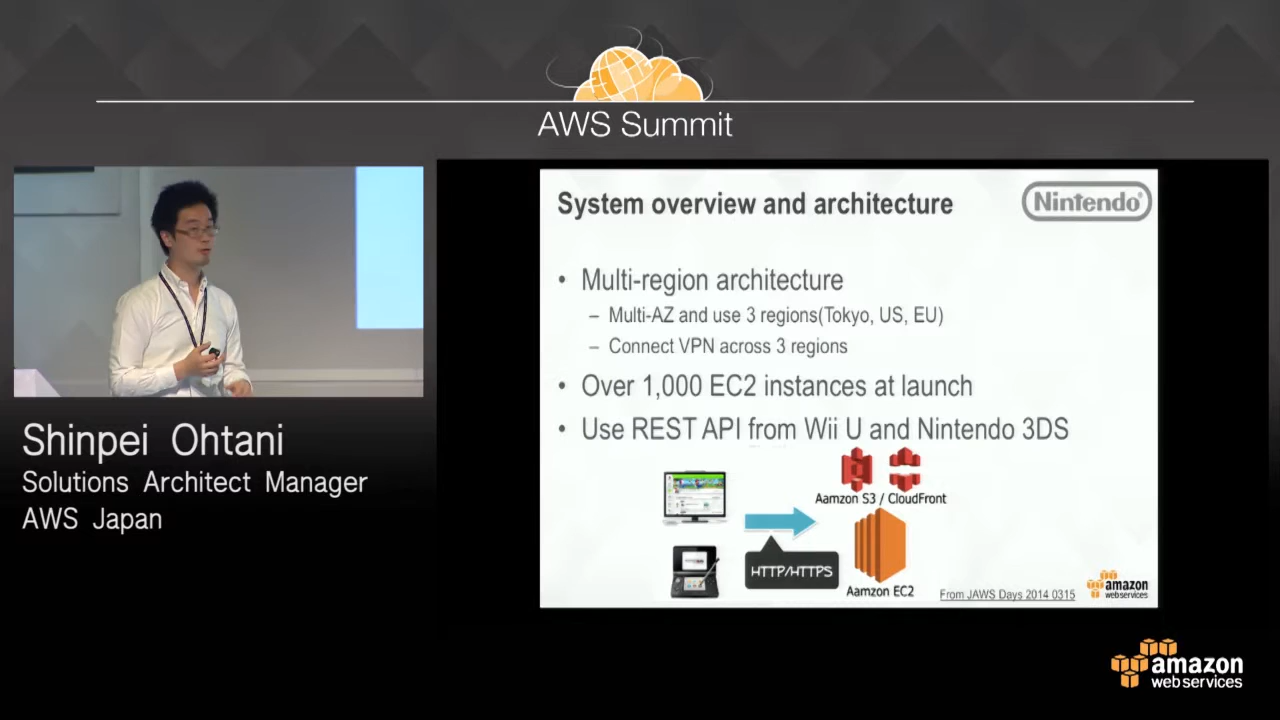 AWS Summit
Shinpei Ohtani
Solutions Architect Manager
AWS Japan
System overview and architecture
Nintendo®
• Multi-region architecture
– Multi-AZ and use 3 regions(Tokyo, US, EU)
– Connect VPN across 3 regions
• Over 1,000 EC2 instances at launch
• Use REST API from Wii U and Nintendo 3DS
Aamzon S3 / CloudFront
HTTP/HTTPS
Aamzon EC2
From JAWS Days 2014 0315
amazon
webservices
amazon
webservices